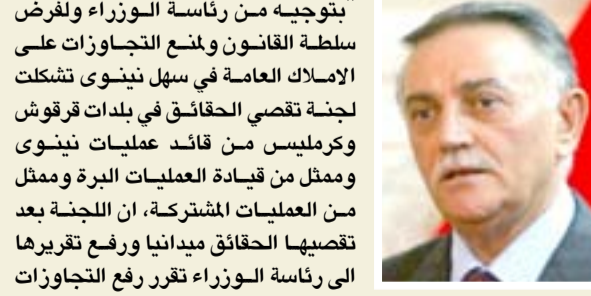 "بتوجيه من رئاسة الوزراء ولفرض
سلطة القانون ولمنع التجاوزات على
الاملاك العامة في سهل نينوى تشكلت
لجنة تقصي الحقائق في بلدات قرقوش
وكرمليس من قائد عمليات نينوى
وممثل من قيادة العمليات البرة وممثل
من العمليات المشتركة، ان اللجنة بعد
تقصيها الحقائق ميدانيا ورفع تقريرها
الى رئاسة الوزراء تقرر رفع التجاوزات